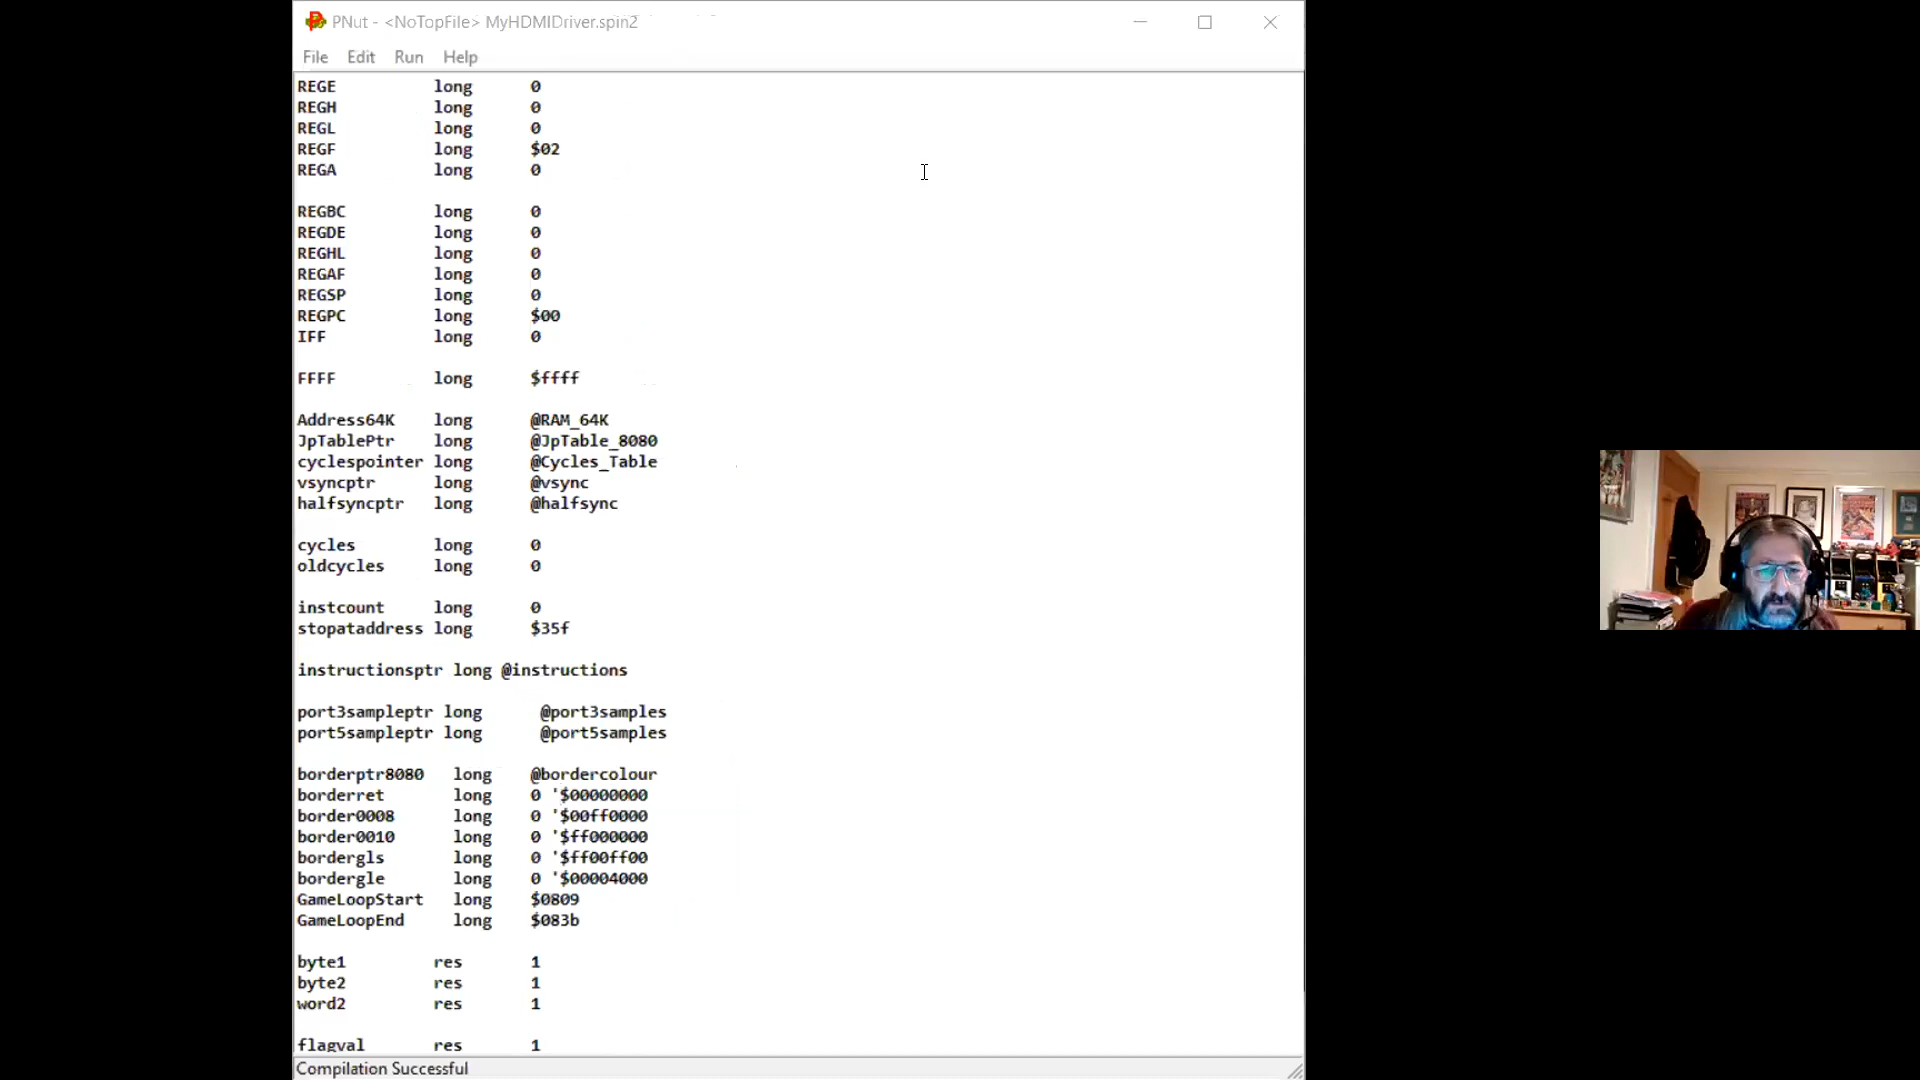 PNut - <NoTopFile> MyHDMIDriver.spin2
File Edit Run Help
REGE long 0
REGH long 0
REGL long 0
REGF long $02
REGA long 0
REGBC long 0
REGDE long 0
REGHL long 0
REGAF long 0
REGSP long 0
REGPC long $00
IFF long 0
FFFF long $ffff
Address64K long @RAM_64K
JpTablePtr long @JpTable_8080
cyclespointer long @Cycles_Table
vsyncptr long @vsync
halfsyncptr long @halfsync
cycles long 0
oldcycles long 0
instcount long 0
stopataddress long $35f
instructionsptr long @instructions
port3sampleptr long @port3samples
port5sampleptr long @port5samples
borderptr8080 long @bordercolour
borderret long 0 '$00000000
border0008 long 0 '$00ff0000
border0010 long 0 '$ff000000
bordergls long 0 '$ff00ff00
bordergle long 0 '$00004000
GameLoopStart long $0809
GameLoopEnd long $083b
byte1 res 1
byte2 res 1
word2 res 1
flagval res 1
Compilation Successful